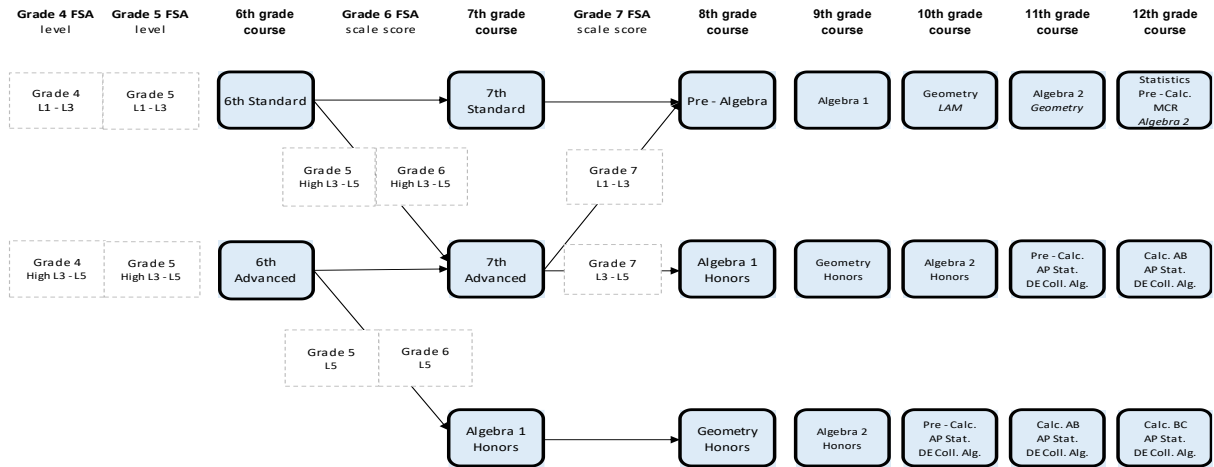 Grade 4 FSA
level
Grade 5 FSA
level
6th grade
course
Grade 6 FSA
scale score
7th grade
course
Grade 7 FSA
scale score
8th grade
course
9th grade
course
10th grade
course
11th grade
course
12th grade
course
Grade 4
L1 - L3
Grade 5
L1 - L3
6th Standard
7th
Standard
Pre - Algebra
Algebra 1
Geometry
LAM
Algebra 2
Geometry
Statistics
Pre - Calc.
MCR
Algebra 2
Grade 5
High L3 - L5
Grade 6
High L3 - L5
Grade 7
L1 - L3
Grade 4
High L3 - L5
Grade 5
High L3 - L5
6th
Advanced
7th
Advanced
Grade 7
L3 - L5
Algebra 1
Honors
Geometry
Honors
Algebra 2
Honors
Pre - Calc.
AP Stat.
DE Coll. Alg.
Calc. AB
AP Stat.
DE Coll. Alg.
Grade 5
L5
Grade 6
L5
Algebra 1
Honors
Geometry
Honors
Algebra 2
Honors
Pre - Calc.
AP Stat.
DE Coll. Alg.
Calc. AB
AP Stat.
DE Coll. Alg.
Calc. BC
AP Stat.
DE Coll. Alg.